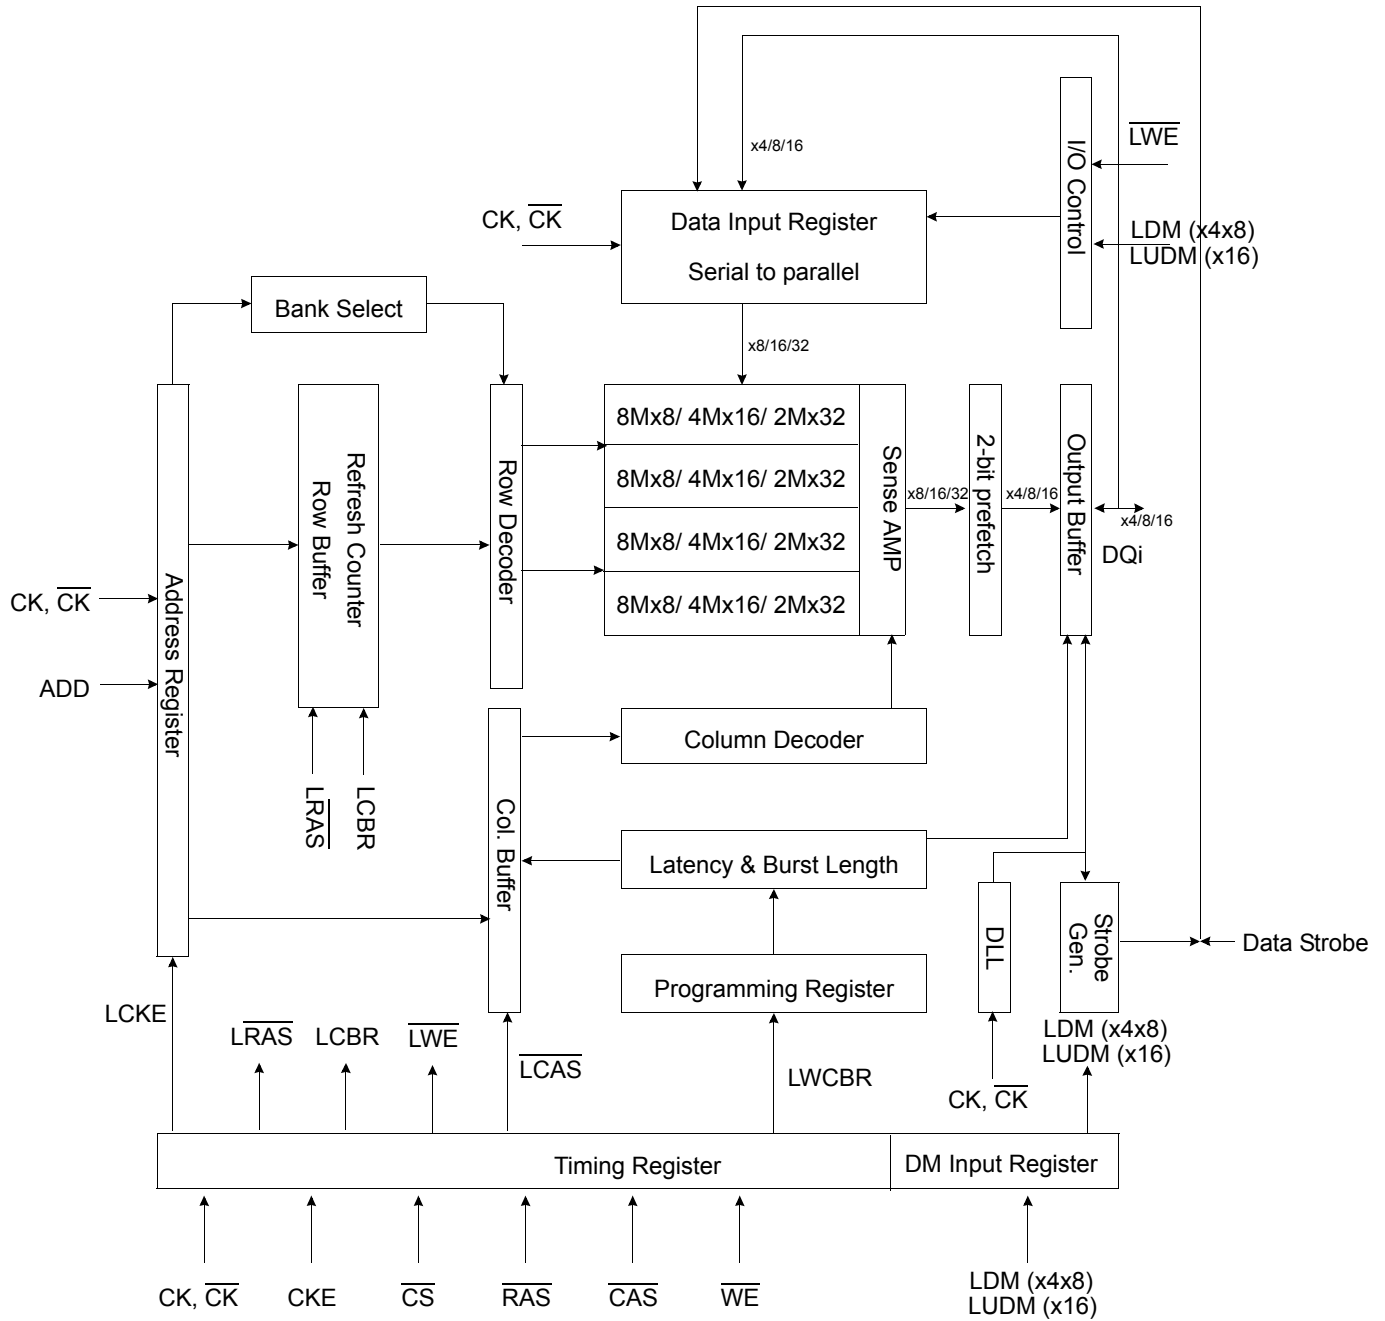 x4/8/16
LWE
I/O Control
CK, CK
Data Input Register
Serial to parallel
LDM (x4x8)
LUDM (x16)
Bank Select
x8/16/32
Address Register
Refresh Counter
Row Buffer
Row Decoder
8Mx8/ 4Mx16/ 2Mx32
8Mx8/ 4Mx16/ 2Mx32
8Mx8/ 4Mx16/ 2Mx32
8Mx8/ 4Mx16/ 2Mx32
Sense AMP
x8/16/32
2-bit prefetch
x4/8/16
Output Buffer
x4/8/16
DQi
CK, CK
ADD
LRAS
LCBR
Col. Buffer
Column Decoder
Latency & Burst Length
DLL
Strobe
Gen.
Data Strobe
Programming Register
LCKE
LRAS
LCBR
LWE
LCAS
LWCBR
CK, CK
LDM (x4x8)
LUDM (x16)
Timing Register
DM Input Register
CK, CK
CKE
CS
RAS
CAS
WE
LDM (x4x8)
LUDM (x16)